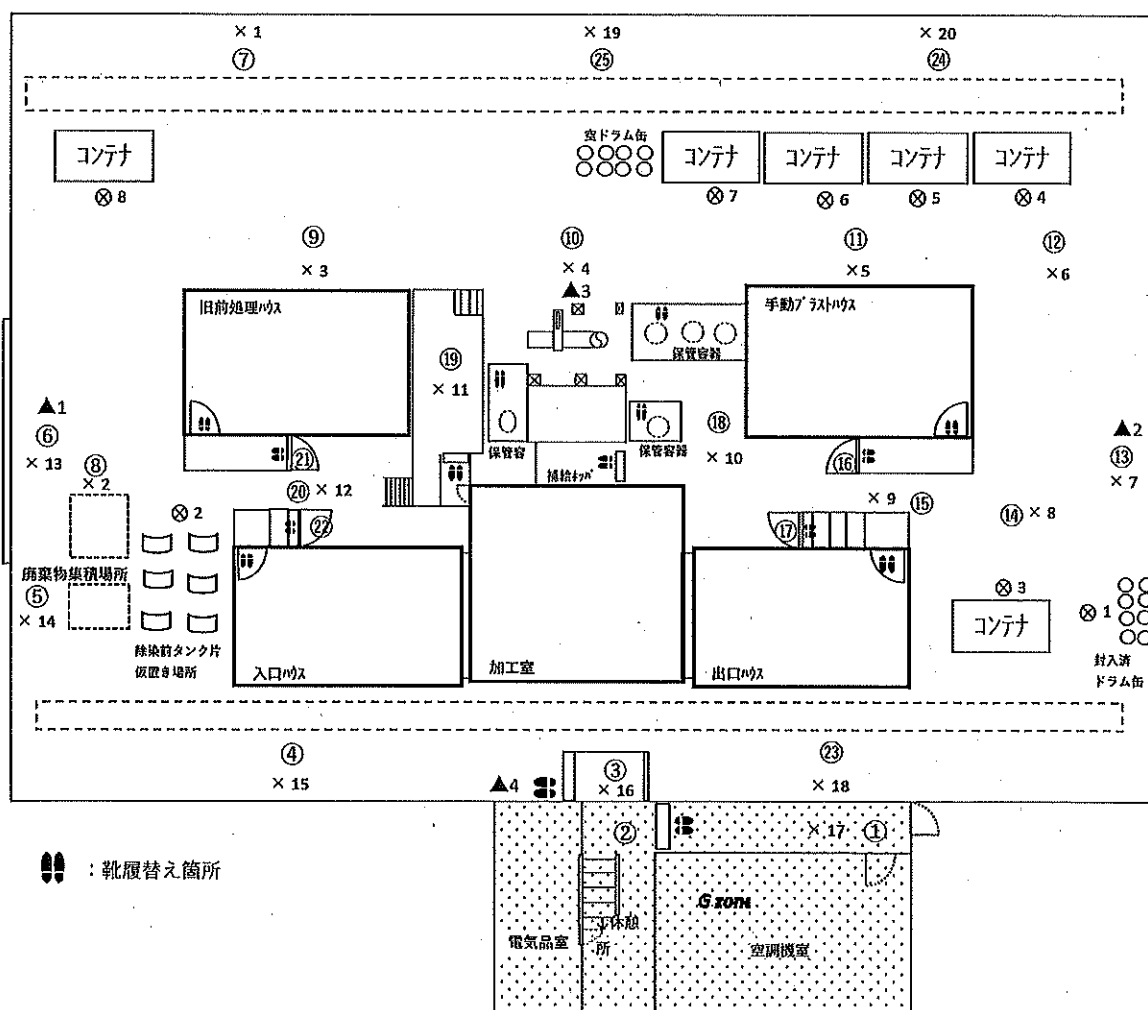 × 1
× 19
× 20
⑦
㉕
㉔
コンテナ
空ドラム缶
コンテナ
コンテナ
コンテナ
コンテナ
⊗ 8
⊗ 7
⊗ 6
⊗ 5
⊗ 4
⑨
⑩
⑪
⑫
× 3
× 4
× 5
× 6
▲3
旧前処理ハウス
手動ブラストハウス
保管容器
⑲
× 11
▲1
⑥
× 13
⑱
× 10
▲2
⑬
× 7
保管容
保管容器
補給ホッパ
㉑
⑯
⑧
× 2
⑳
× 12
× 9
⑮
⊗ 2
㉒
⑰
⑭
× 8
廃棄物集積場所
⑤
× 14
⊗ 3
⊗ 1
コンテナ
除染前タンク片
仮置き場所
入口ハウス
加工室
出口ハウス
封入済
ドラム缶
④
㉓
× 15
▲4
③
× 16
× 18
②
× 17
①
：靴履替え箇所
G zone
休憩
所
電気品室
空調機室